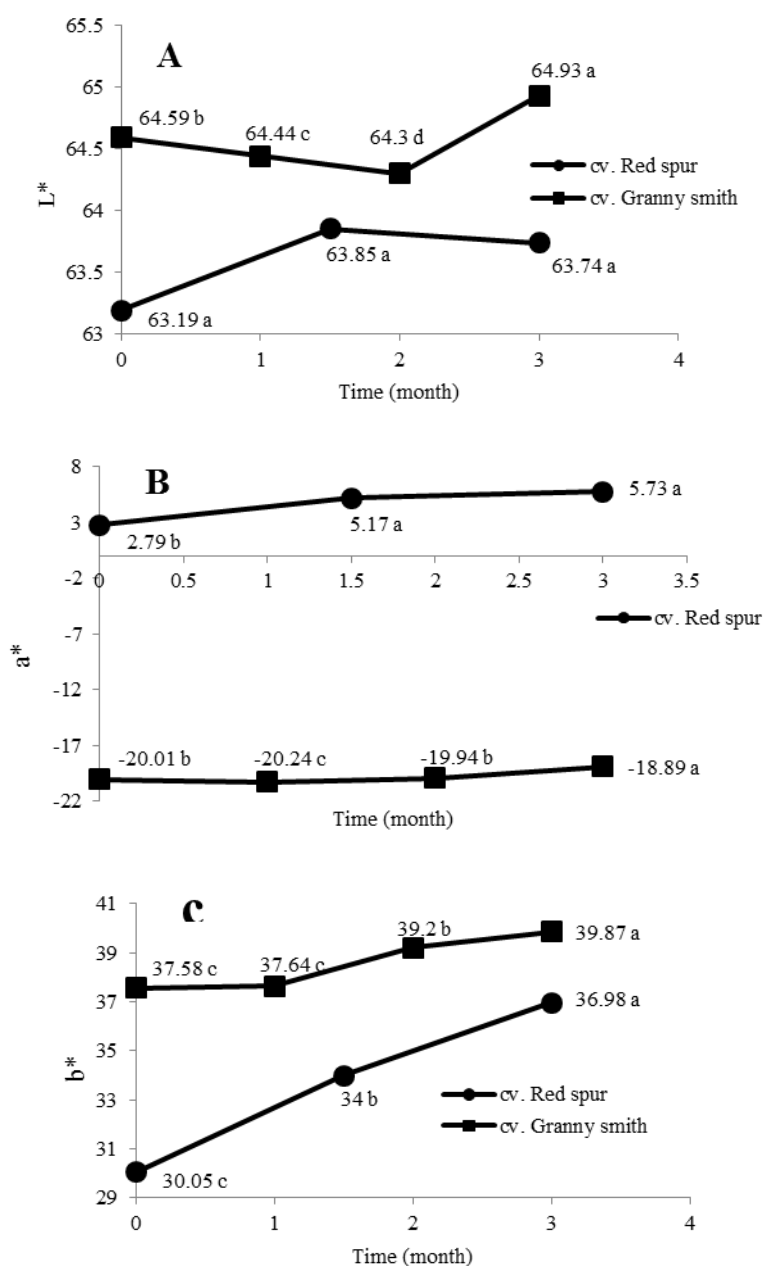 A
65.5
65
64.5
64
63.5
63
L*
64.59 b
64.44 c
64.3 d
64.93 a
63.19 a
63.85 a
63.74 a
cv. Red spur
cv. Granny smith
0 1 2 3 4
Time (month)
B
8
3
-2
-7
-12
-17
-22
a*
2.79 b
5.17 a
5.73 a
0 0.5 1 1.5 2 2.5 3 3.5
cv. Red spur
-20.01 b
-20.24 c
-19.94 b
-18.89 a
Time (month)
C
41
39
37
35
33
31
29
b*
37.58 c
37.64 c
39.2 b
39.87 a
30.05 c
34 b
36.98 a
cv. Red spur
cv. Granny smith
0 1 2 3 4
Time (month)